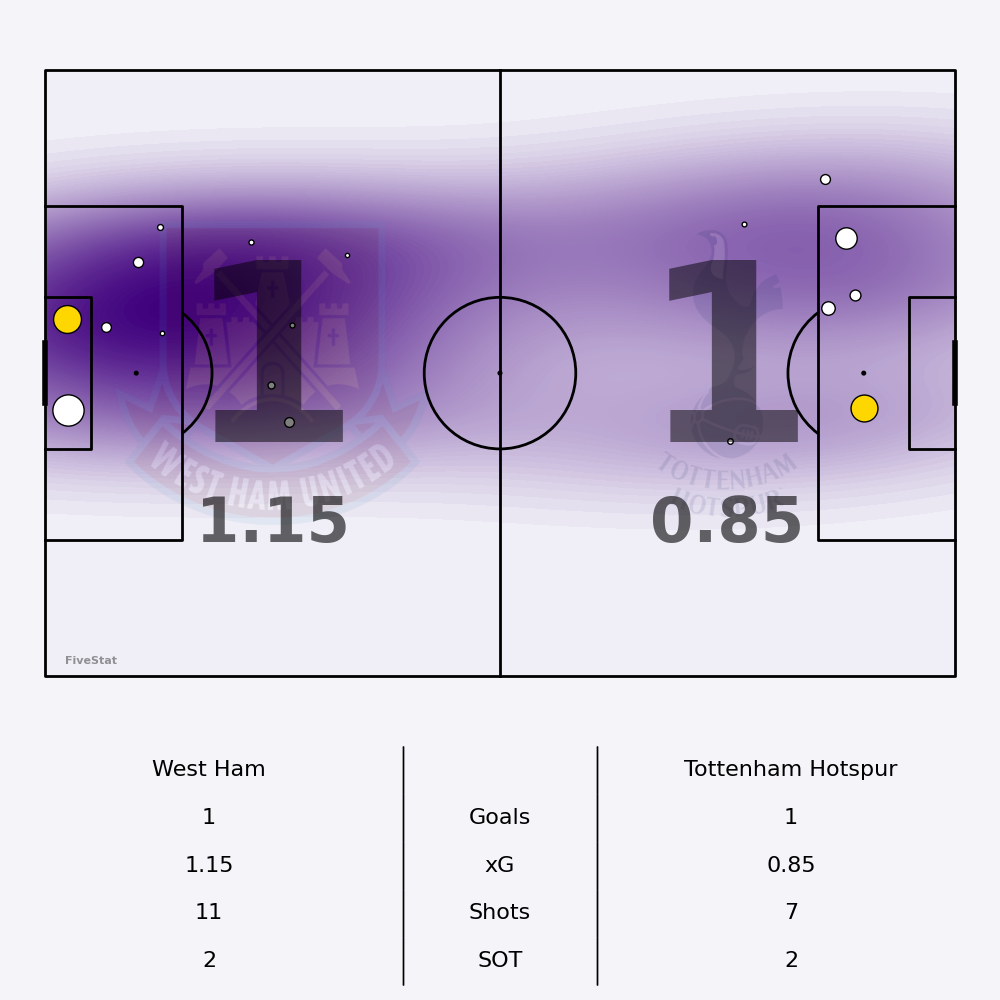 1 1
WEST HAM UNITED
TOTTENHAM
HOTSPUR
1.15 0.85
FiveStat
West Ham Tottenham Hotspur
1 Goals 1
1.15 xG 0.85
11 Shots 7
2 SOT 2